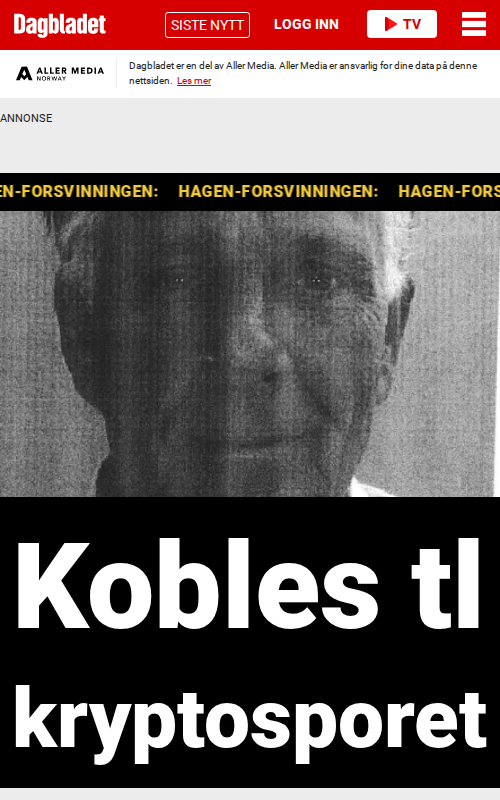 Dagbladet SISTE NYTT LOGG INN TV
ALLER MEDIA
NORWAY
Dagbladet er en del av Aller Media. Aller Media er ansvarlig for dine data på denne
nettsiden. Les mer
ANNONSE
EN-FORSVINNINGEN: HAGEN-FORSVINNINGEN: HAGEN-FORS
Kobles tl
kryptosporet